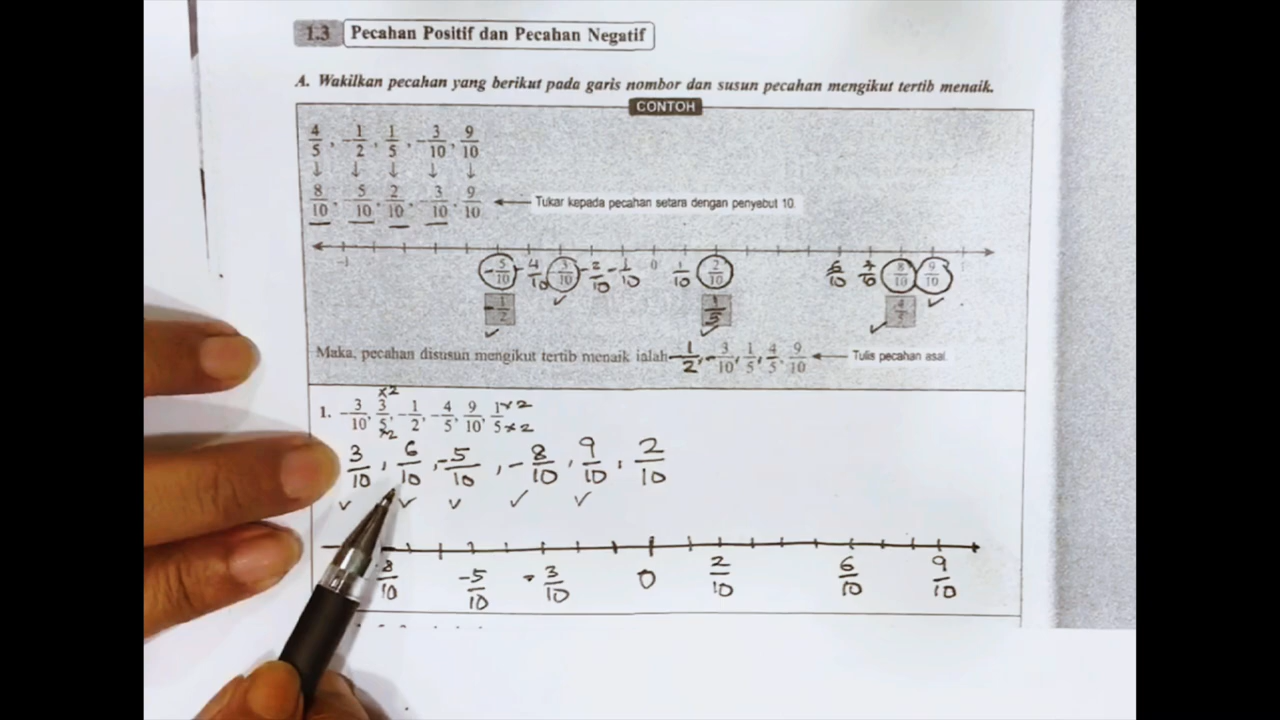 1.3 Pecahan Positif dan Pecahan Negatif
A. Wakilkan pecahan yang berikut pada garis nombor dan susun pecahan mengikut tertib menaik.
CONTOH
4/5, -1/2, 1/5, -3/10, 9/10
↓ ↓ ↓ ↓ ↓
8/10, -5/10, 2/10, -3/10, 9/10 ← Tukar kepada pecahan setara dengan penyebut 10.
-1 0 1
-5/10 -4/10 -3/10 -2/10 -1/10 1/10 2/10 6/10 7/10 8/10 9/10
-1/2 1/5 4/5
Maka, pecahan disusun mengikut tertib menaik ialah -1/2, -3/10, 1/5, 4/5, 9/10 ← Tulis pecahan asal.
×2
1. -3/10, 3/5, -1/2, -4/5, 9/10, 1×2/5×2
×2
3/10, 6/10, -5/10, -8/10, 9/10, 2/10
8/10 -5/10 -3/10 0 2/10 6/10 9/10